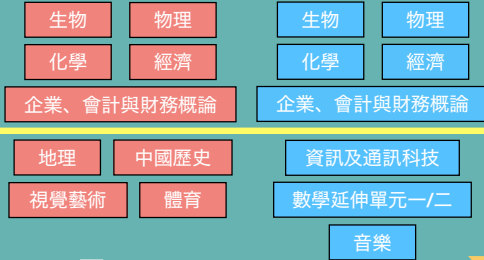 生物 物理 生物 物理
化學 經濟 化學 經濟
企業、會計與財務概論 企業、會計與財務概論
地理 中國歷史 資訊及通訊科技
視覺藝術 體育 數學延伸單元一/二
音樂